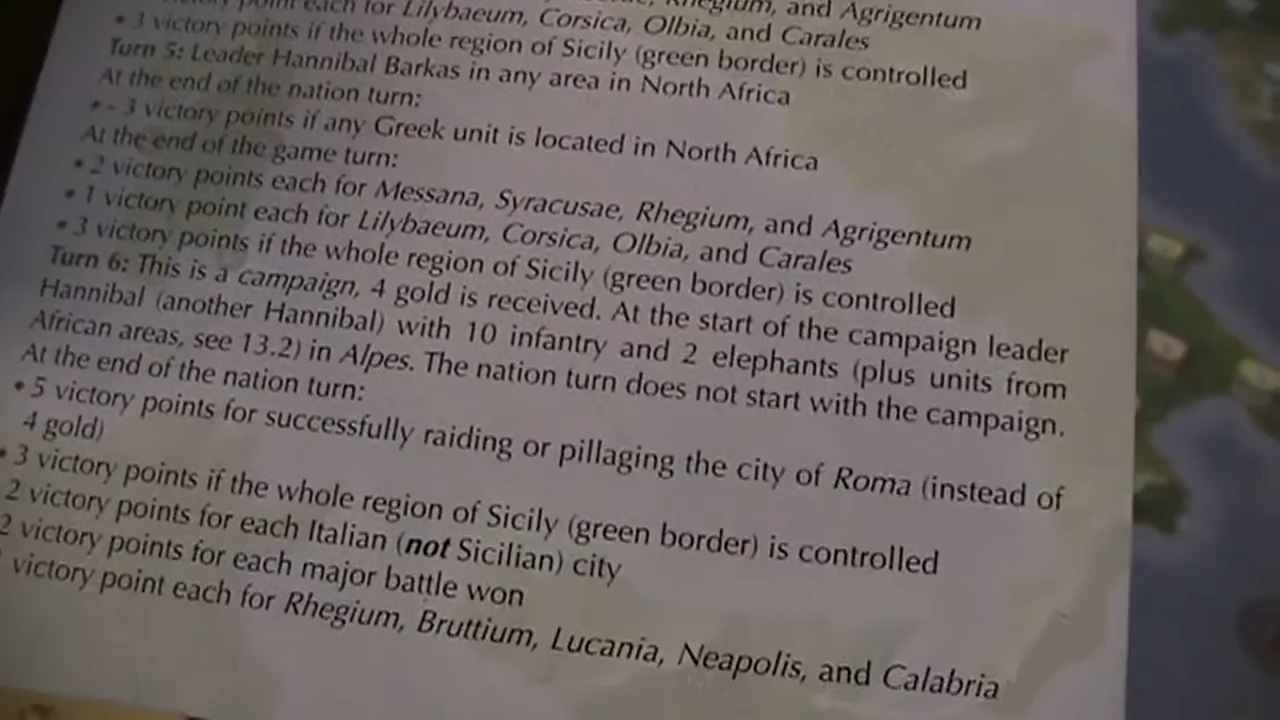 victory point each for Lilybaeum, Corsica, Olbia, and Carales
Rhegium, and Agrigentum
• 3 victory points if the whole region of Sicily (green border) is controlled
Turn 5: Leader Hannibal Barkas in any area in North Africa
At the end of the nation turn:
• - 3 victory points if any Greek unit is located in North Africa
At the end of the game turn:
• 2 victory points each for Messana, Syracusae, Rhegium, and Agrigentum
• 1 victory point each for Lilybaeum, Corsica, Olbia, and Carales
• 3 victory points if the whole region of Sicily (green border) is controlled
Turn 6: This is a campaign, 4 gold is received. At the start of the campaign leader
Hannibal (another Hannibal) with 10 infantry and 2 elephants (plus units from
African areas, see 13.2) in Alpes. The nation turn does not start with the campaign.
At the end of the nation turn:
• 5 victory points for successfully raiding or pillaging the city of Roma (instead of
4 gold)
• 3 victory points if the whole region of Sicily (green border) is controlled
2 victory points for each Italian (not Sicilian) city
2 victory points for each major battle won
victory point each for Rhegium, Bruttium, Lucania, Neapolis, and Calabria